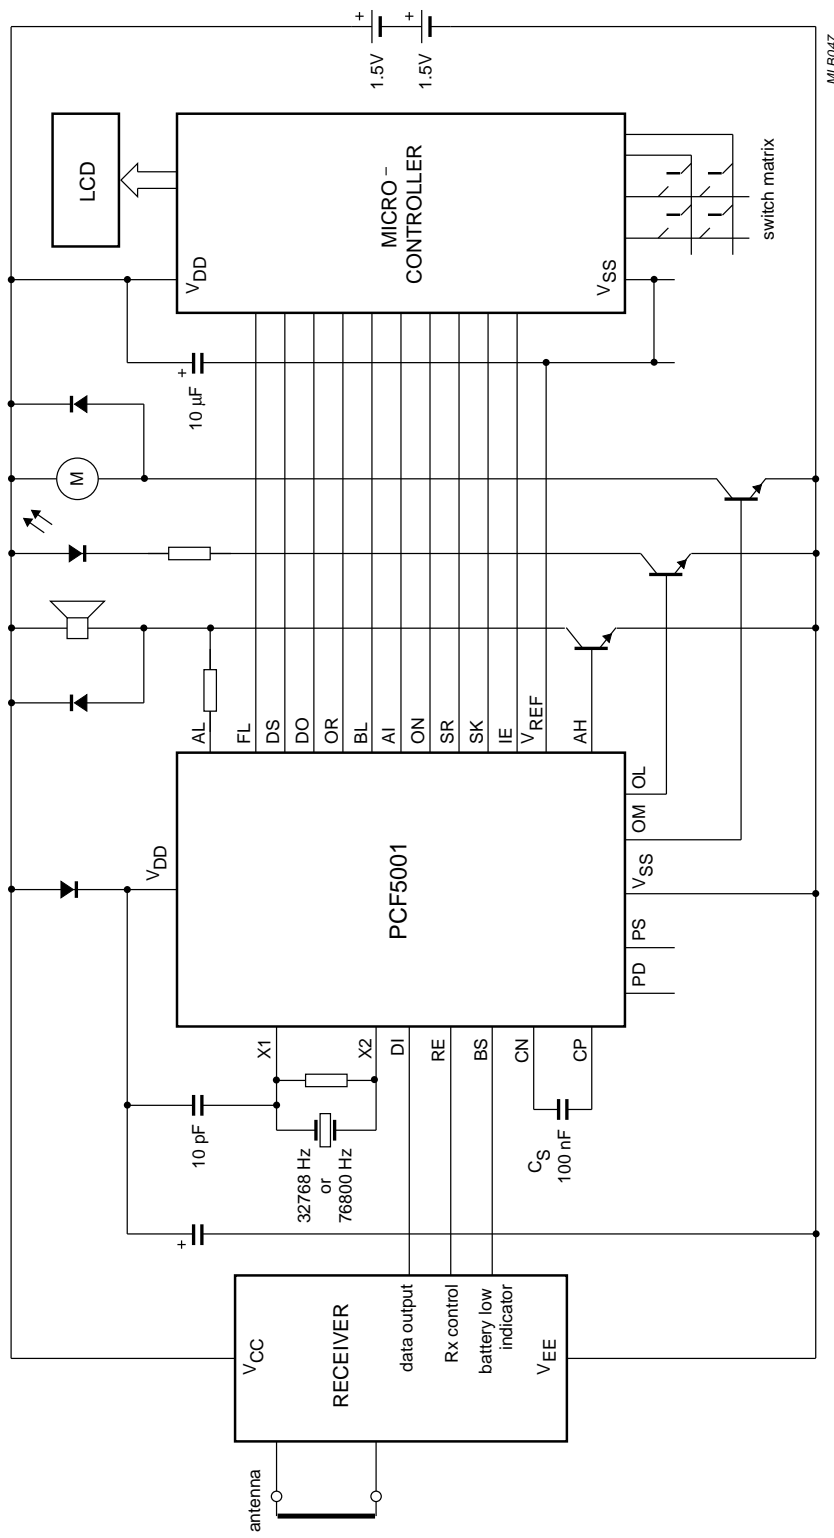 antenna
RECEIVER
VCC
data output
Rx control
battery low
indicator
VEE
+
10 pF
32768 Hz
or
76800 Hz
CS
100 nF
PCF5001
VDD
X1
X2
DI
RE
BS
CN
CP
PD
PS
VSS
OM
OL
AL
FL
DS
DO
OR
BL
AI
ON
SR
SK
IE
VREF
AH
M
+
10 µF
MICRO–
CONTROLLER
VDD
VSS
LCD
switch matrix
+
1.5V
+
1.5V
MLB047